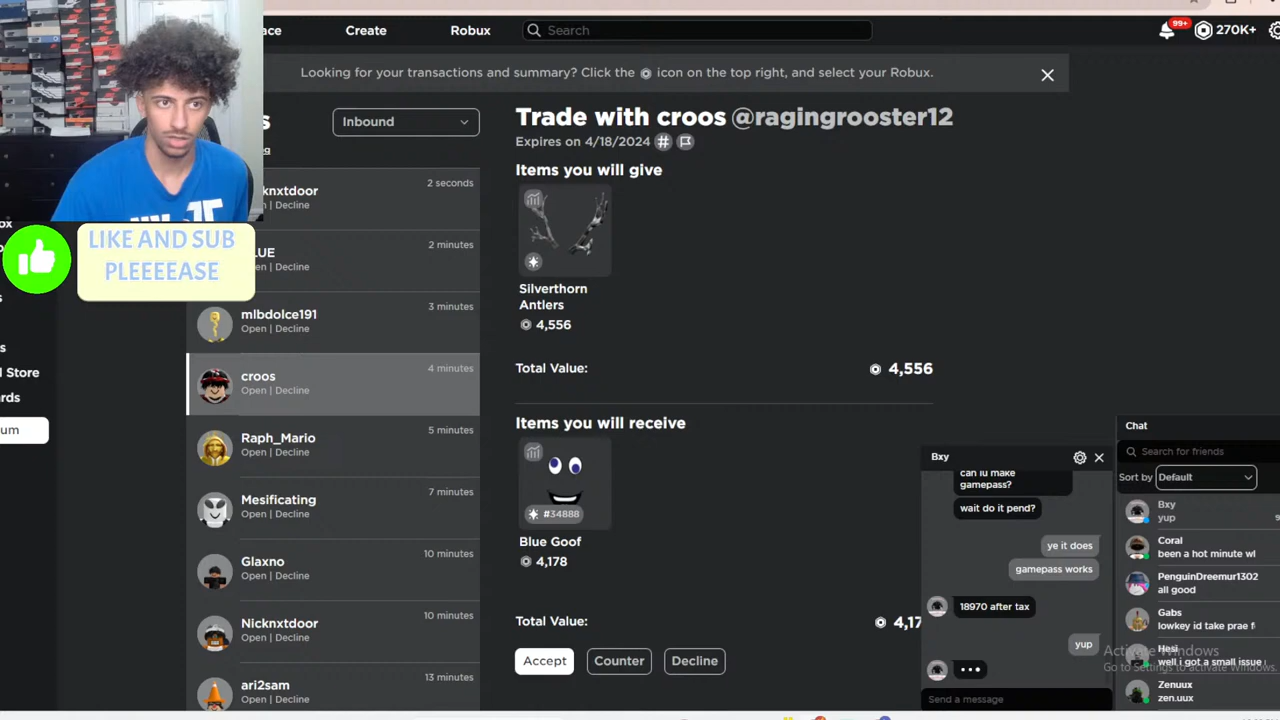 ace
Create
Robux
Search
99+
270K+
Looking for your transactions and summary? Click the icon on the top right, and select your Robux.
Inbound
Trade with croos @ragingrooster12
Expires on 4/18/2024
Items you will give
Silverthorn
Antlers
4,556
Total Value:
4,556
Items you will receive
#34888
Blue Goof
4,178
Total Value:
4,17
Accept
Counter
Decline
LIKE AND SUB
PLEEEEASE
knxtdoor
2 seconds
| Decline
LUE
2 minutes
| Decline
mlbdolce191
3 minutes
Open | Decline
croos
4 minutes
Open | Decline
Raph_Mario
5 minutes
Open | Decline
Mesificating
7 minutes
Open | Decline
Glaxno
10 minutes
Open | Decline
Nicknxtdoor
10 minutes
Open | Decline
ari2sam
13 minutes
Open | Decline
Store
um
Bxy
can iu make
gamepass?
wait do it pend?
ye it does
gamepass works
18970 after tax
yup
Send a message
Chat
Search for friends
Sort by
Default
Bxy
yup
Coral
been a hot minute wl
PenguinDreemur1302
all good
Gabs
lowkey id take prae f
Hesi
well i got a small issue
Zenuux
zen.uux
Activate Windows
Go to Settings to activate Windows.